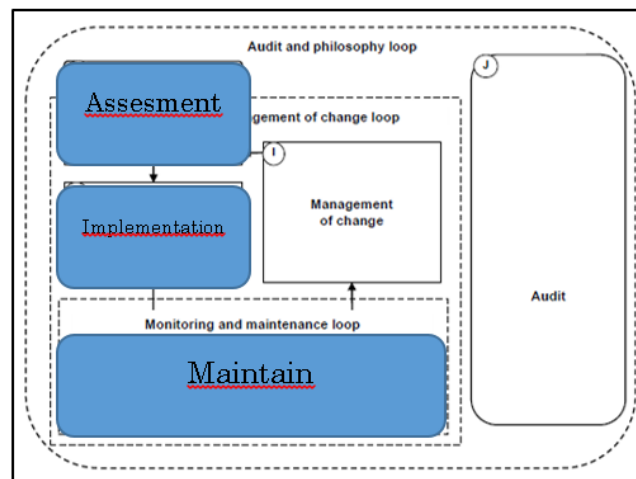 Audit and philosophy loop
J
Assesment
gement of change loop
I
Implementation
Management
of change
Audit
Monitoring and maintenance loop
Maintain